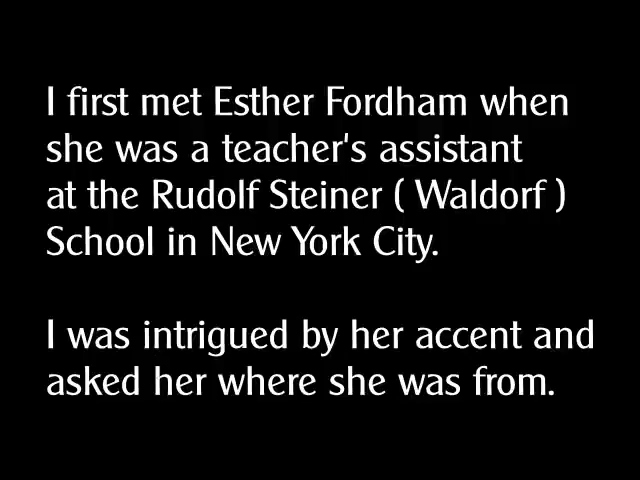 I first met Esther Fordham when
she was a teacher's assistant
at the Rudolf Steiner ( Waldorf )
School in New York City.
I was intrigued by her accent and
asked her where she was from.